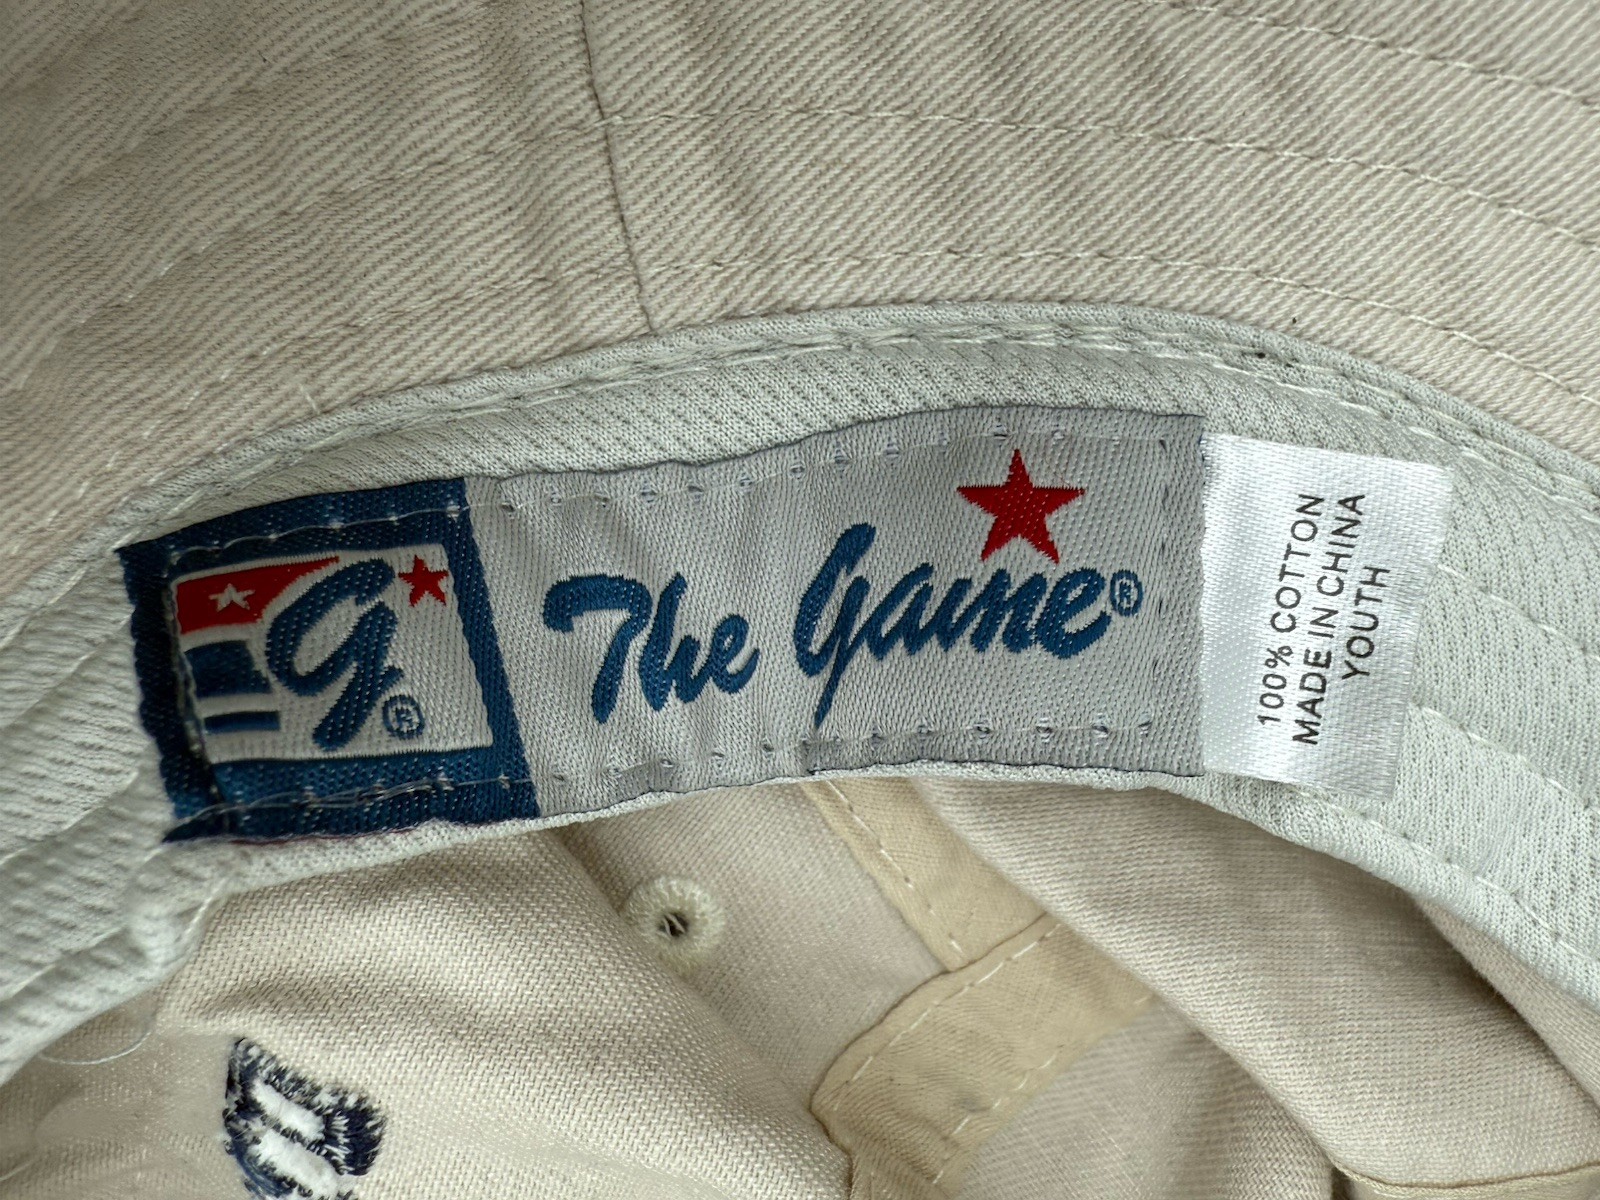 G®
The Game®
100% COTTON
MADE IN CHINA
YOUTH